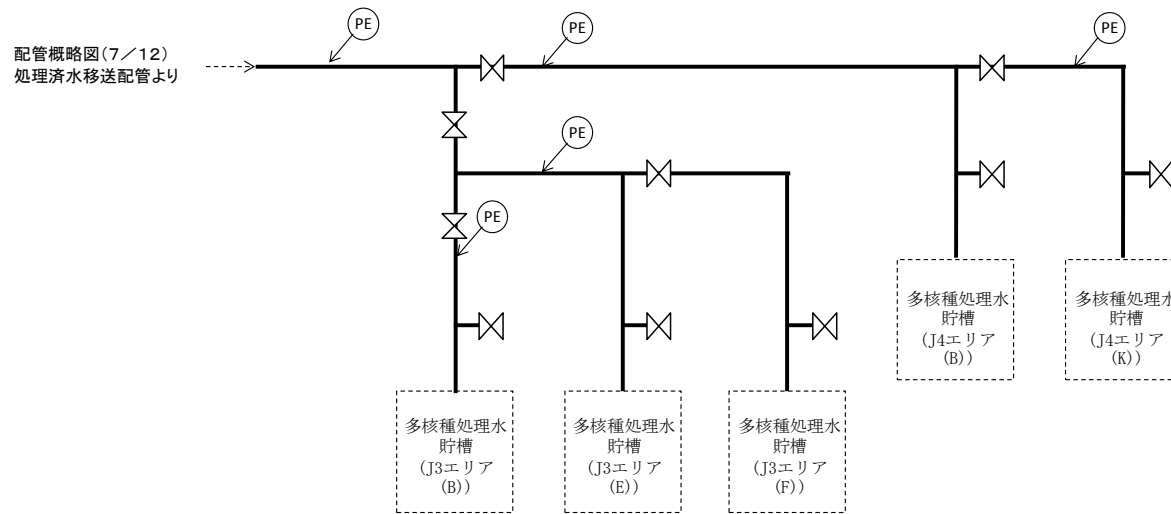 配管概略図(7／12)
処理済水移送配管より
PE
PE
PE
PE
PE
多核種処理水
貯槽
(J4エリア
(B))
多核種処理水
貯槽
(J4エリア
(K))
多核種処理水
貯槽
(J3エリア
(B))
多核種処理水
貯槽
(J3エリア
(E))
多核種処理水
貯槽
(J3エリア
(F))